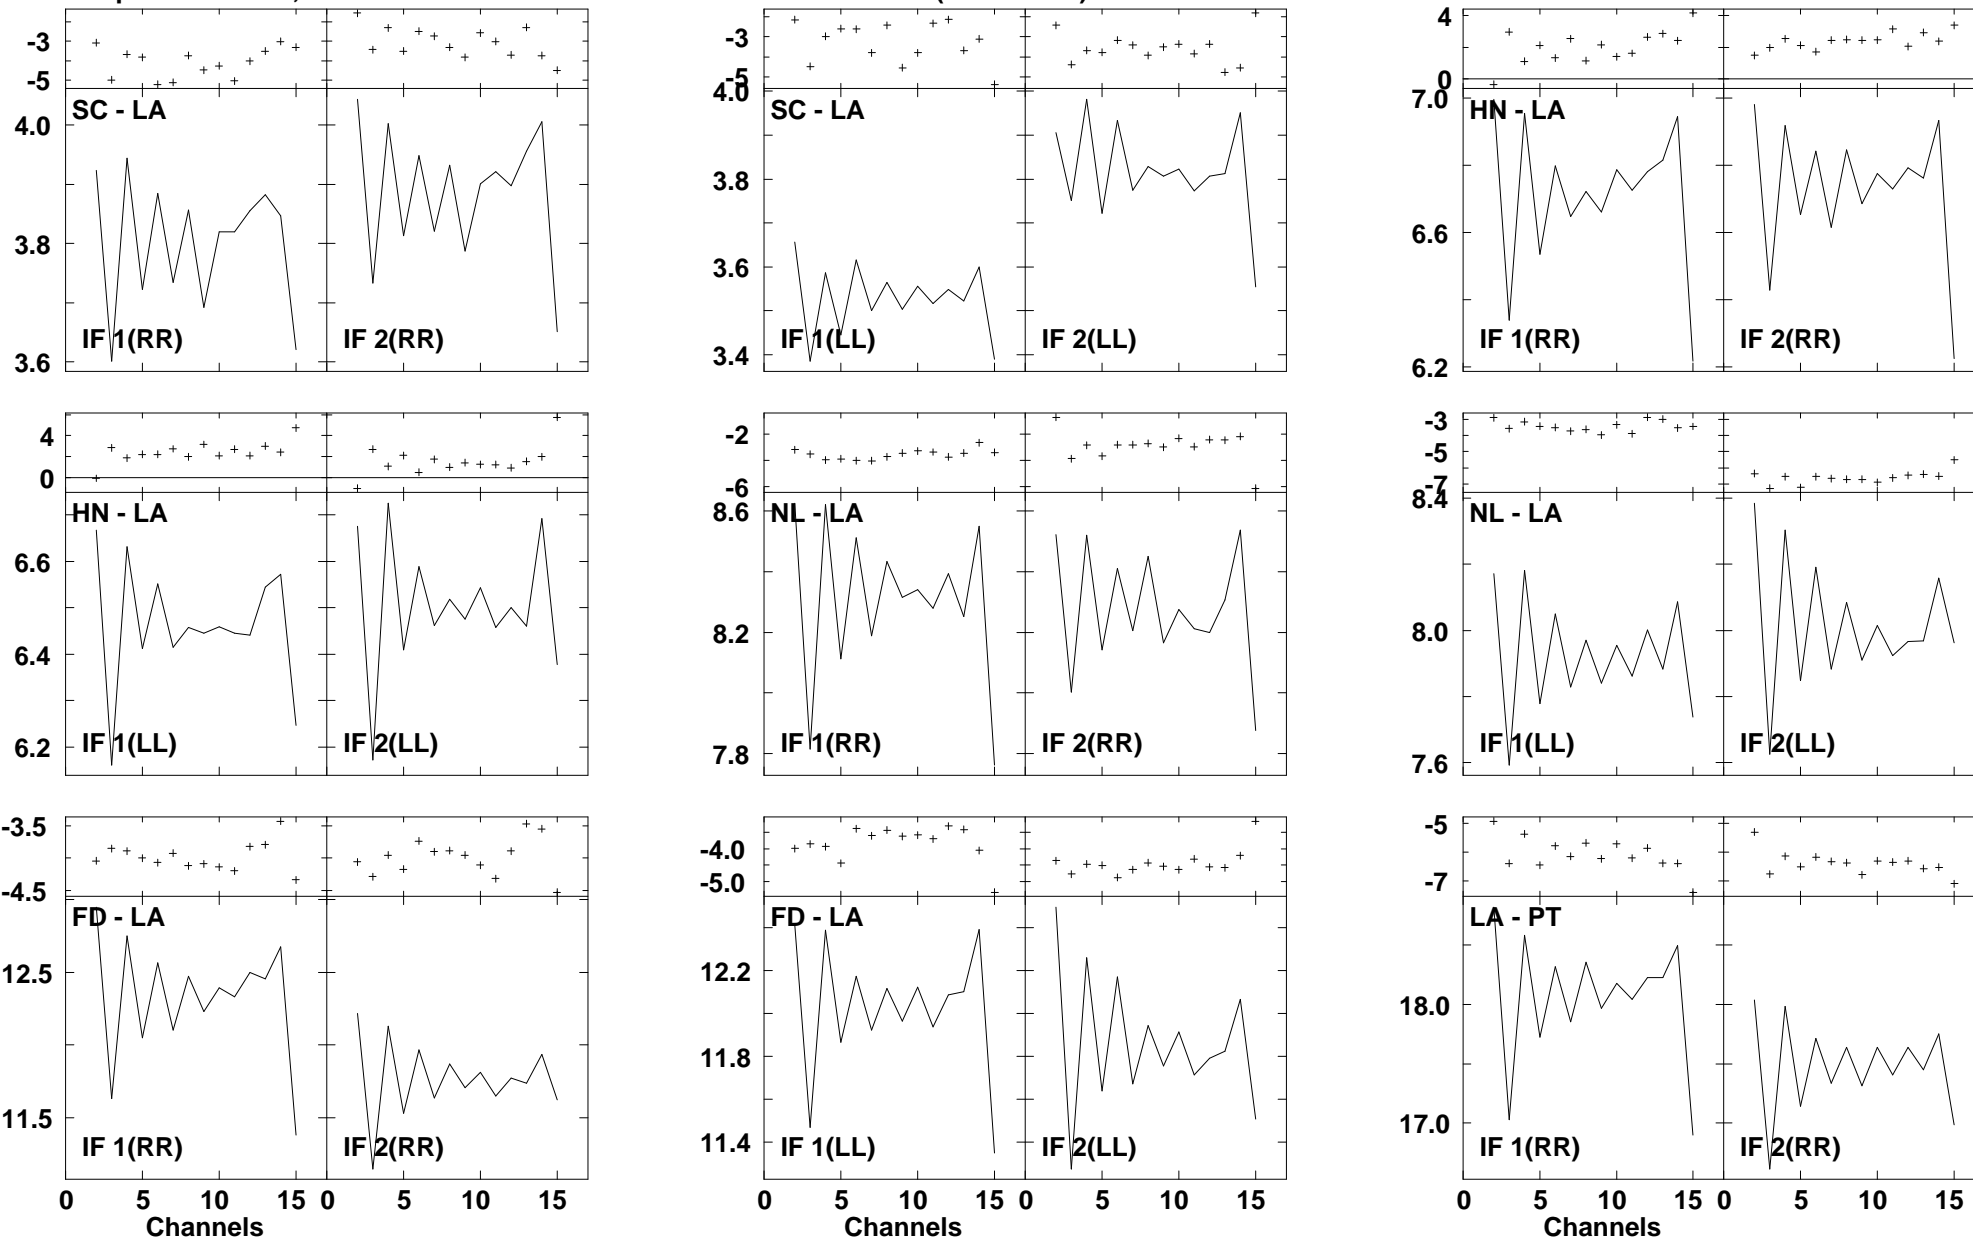 -3
-5
SC - LA
4.0
3.8
3.6
IF 1(RR)
IF 2(RR)
-3
-5
4.0
SC - LA
3.8
3.6
3.4
IF 1(LL)
IF 2(LL)
4
0
7.0
HN - LA
6.6
6.2
IF 1(RR)
IF 2(RR)
4
0
HN - LA
6.6
6.4
6.2
IF 1(LL)
IF 2(LL)
-2
-6
8.6
NL - LA
8.2
7.8
IF 1(RR)
IF 2(RR)
-3
-5
-7
8.4
NL - LA
8.0
7.6
IF 1(LL)
IF 2(LL)
-3.5
-4.5
FD - LA
12.5
11.5
IF 1(RR)
IF 2(RR)
0 5 10 15 0 5 10 15
Channels
-4.0
-5.0
FD - LA
12.2
11.8
11.4
IF 1(LL)
IF 2(LL)
0 5 10 15 0 5 10 15
Channels
-5
-7
LA - PT
18.0
17.0
IF 1(RR)
IF 2(RR)
0 5 10 15 0 5 10 15
Channels